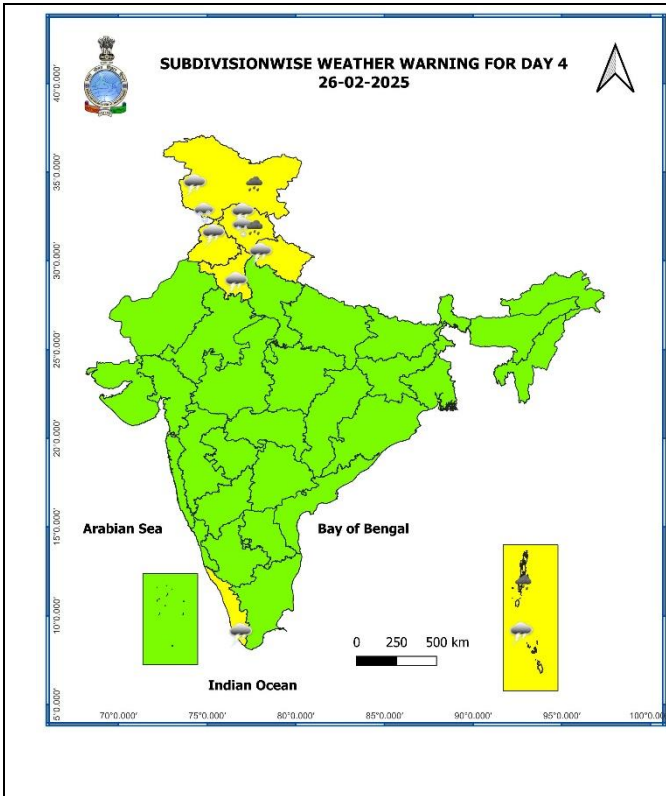 SUBDIVISIONWISE WEATHER WARNING FOR DAY 4
26-02-2025
40°0.000'
35°0.000'
30°0.000'
25°0.000'
20°0.000'
15°0.000'
10°0.000'
5°0.000'
Arabian Sea
Bay of Bengal
0 250 500 km
Indian Ocean
70°0.000' 75°0.000' 80°0.000' 85°0.000' 90°0.000' 95°0.000' 100°0.000